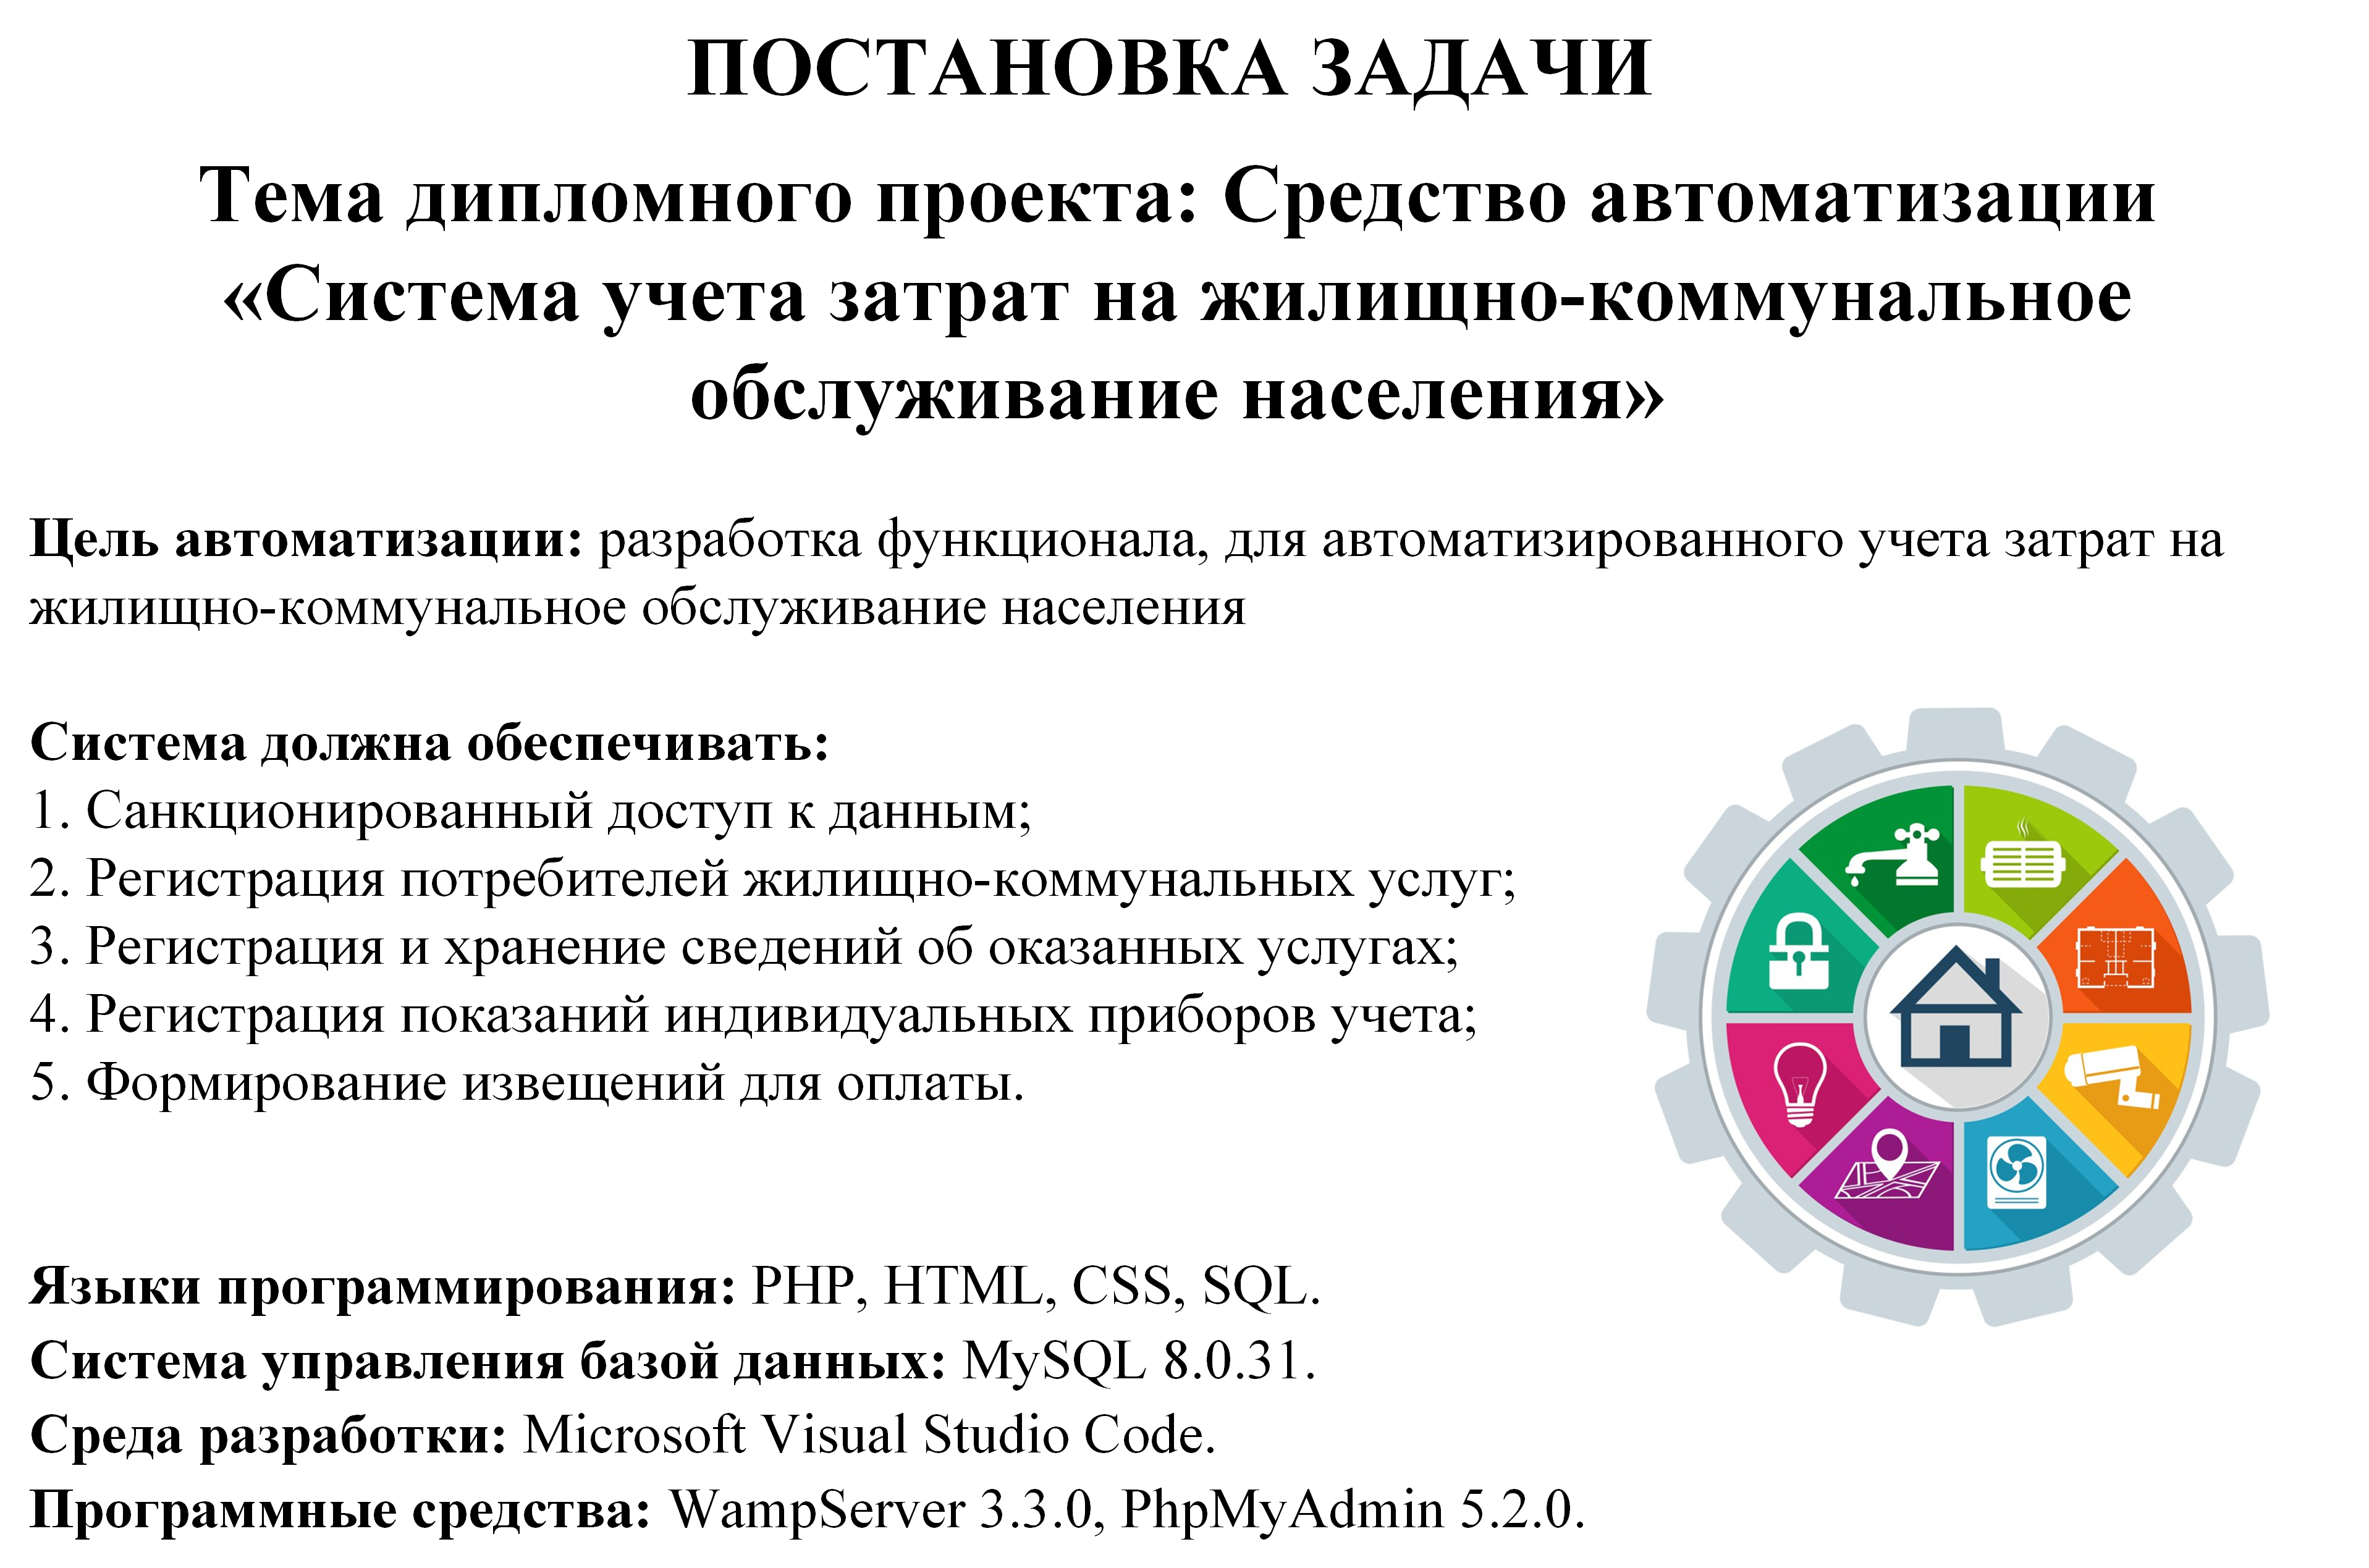 ПОСТАНОВКА ЗАДАЧИ
Тема дипломного проекта: Средство автоматизации
«Система учета затрат на жилищно-коммунальное
обслуживание населения»
Цель автоматизации: разработка функционала, для автоматизированного учета затрат на
жилищно-коммунальное обслуживание населения
Система должна обеспечивать:
1. Санкционированный доступ к данным;
2. Регистрация потребителей жилищно-коммунальных услуг;
3. Регистрация и хранение сведений об оказанных услугах;
4. Регистрация показаний индивидуальных приборов учета;
5. Формирование извещений для оплаты.
Языки программирования: PHP, HTML, CSS, SQL.
Система управления базой данных: MySQL 8.0.31.
Среда разработки: Microsoft Visual Studio Code.
Программные средства: WampServer 3.3.0, PhpMyAdmin 5.2.0.